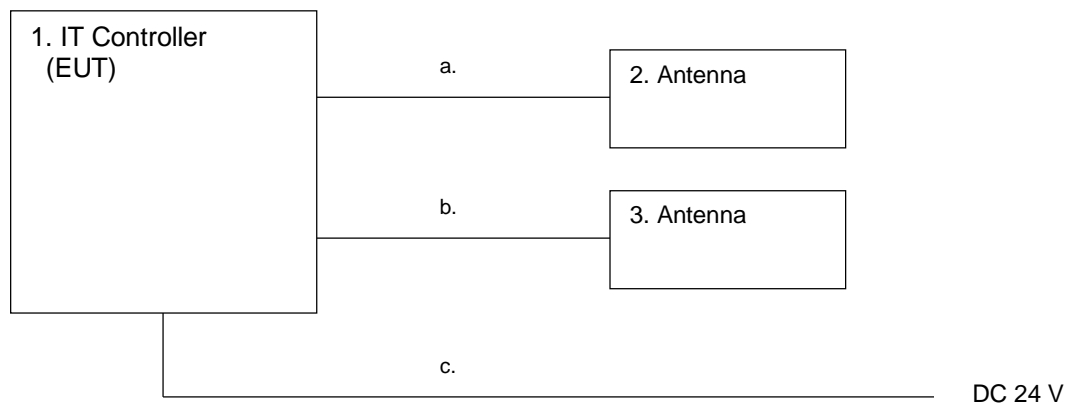 1. IT Controller
(EUT)
a.
2. Antenna
b.
3. Antenna
c.
DC 24 V